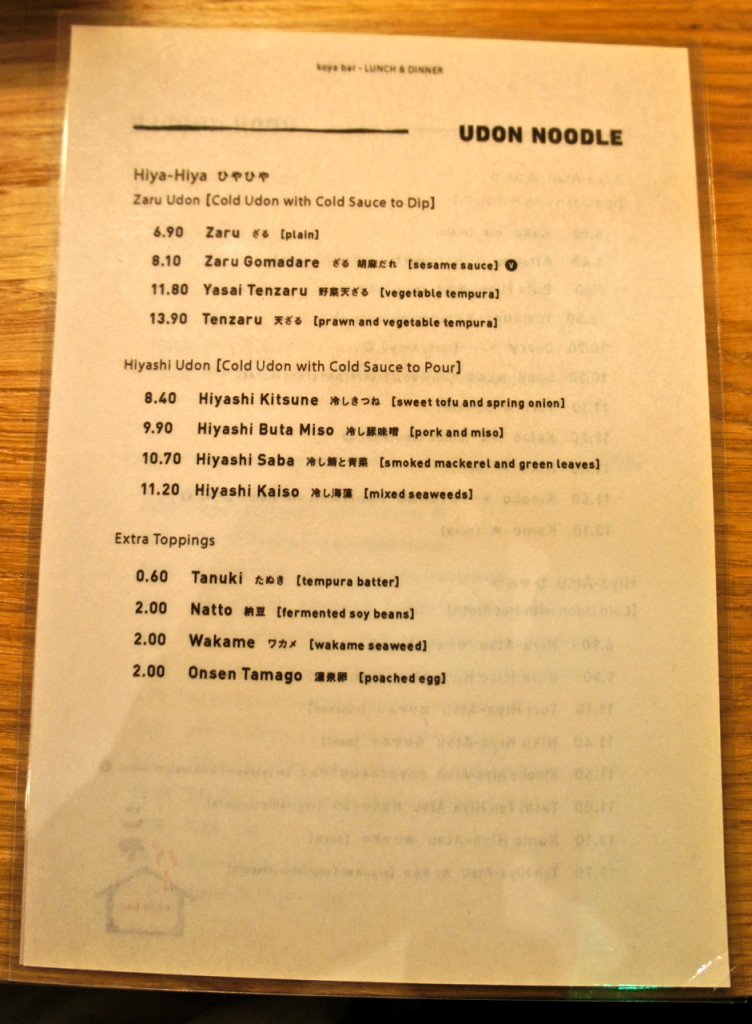 koya bar - LUNCH & DINNER
UDON NOODLE
Hiya-Hiya ひやひや
Zaru Udon [Cold Udon with Cold Sauce to Dip]
6.90 Zaru ざる [plain]
8.10 Zaru Gomadare ざる 胡麻だれ [sesame sauce] V
11.80 Yasai Tenzaru 野菜天ざる [vegetable tempura]
13.90 Tenzaru 天ざる [prawn and vegetable tempura]
Hiyashi Udon [Cold Udon with Cold Sauce to Pour]
8.40 Hiyashi Kitsune 冷しきつね [sweet tofu and spring onion]
9.90 Hiyashi Buta Miso 冷し豚味噌 [pork and miso]
10.70 Hiyashi Saba 冷し鯖と青菜 [smoked mackerel and green leaves]
11.20 Hiyashi Kaiso 冷し海藻 [mixed seaweeds]
Extra Toppings
0.60 Tanuki たぬき [tempura batter]
2.00 Natto 納豆 [fermented soy beans]
2.00 Wakame ワカメ [wakame seaweed]
2.00 Onsen Tamago 温泉卵 [poached egg]